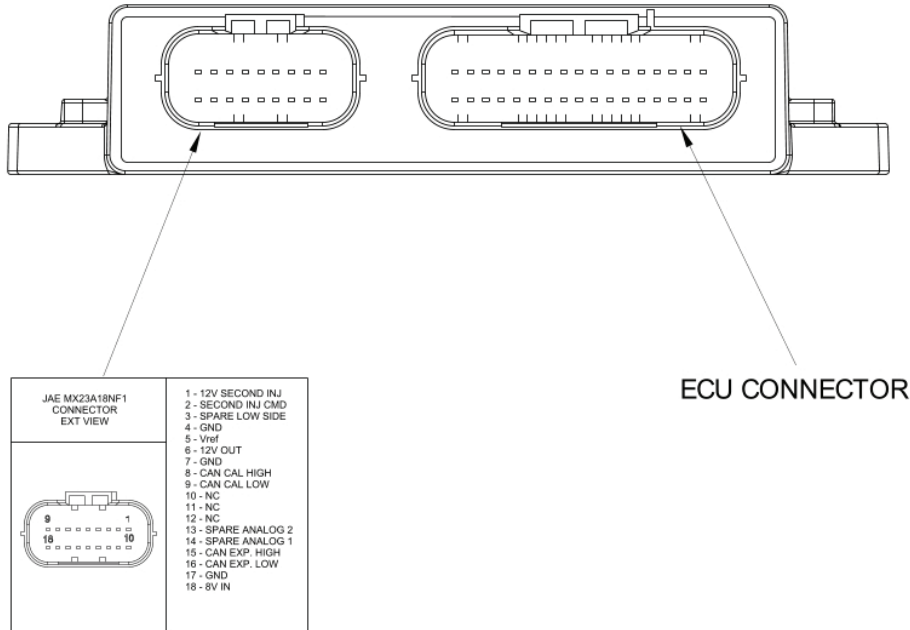 ECU CONNECTOR
JAE MX23A18NF1
CONNECTOR
EXT VIEW
9 1
18 10
1 - 12V SECOND INJ
2 - SECOND INJ CMD
3 - SPARE LOW SIDE
4 - GND
5 - Vref
6 - 12V OUT
7 - GND
8 - CAN CAL HIGH
9 - CAN CAL LOW
10 - NC
11 - NC
12 - NC
13 - SPARE ANALOG 2
14 - SPARE ANALOG 1
15 - CAN EXP. HIGH
16 - CAN EXP. LOW
17 - GND
18 - 8V IN